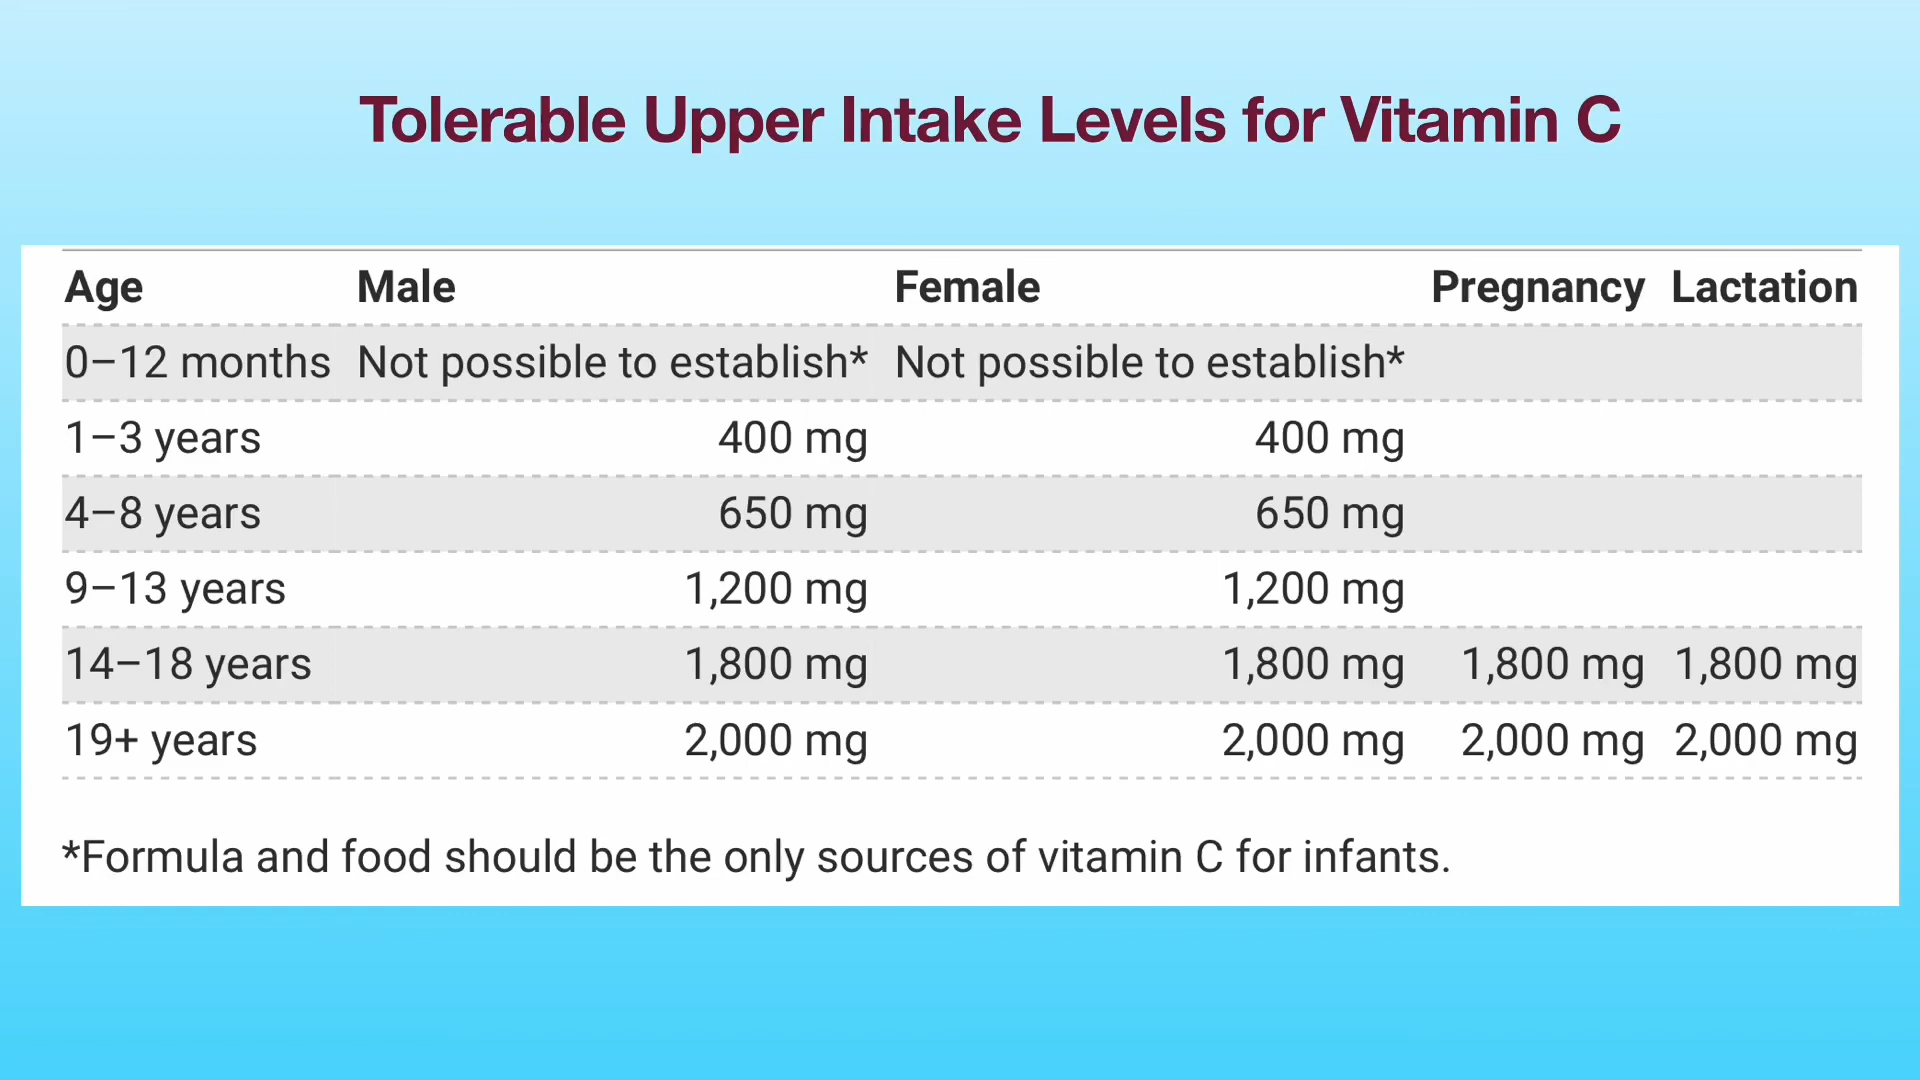 Tolerable Upper Intake Levels for Vitamin C
Age Male Female Pregnancy Lactation
0–12 months Not possible to establish* Not possible to establish*
1–3 years 400 mg 400 mg
4–8 years 650 mg 650 mg
9–13 years 1,200 mg 1,200 mg
14–18 years 1,800 mg 1,800 mg 1,800 mg 1,800 mg
19+ years 2,000 mg 2,000 mg 2,000 mg 2,000 mg
*Formula and food should be the only sources of vitamin C for infants.